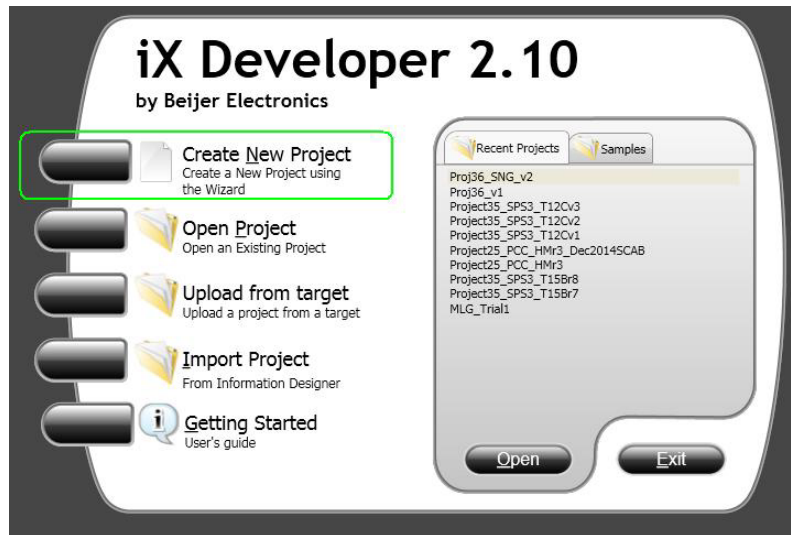 iX Developer 2.10
by Beijer Electronics
Create New Project
Create a New Project using
the Wizard
Open Project
Open an Existing Project
Upload from target
Upload a project from a target
Import Project
From Information Designer
Getting Started
User's guide
Recent Projects
Samples
Proj36_SNG_v2
Proj36_v1
Project35_SPS3_T12Cv3
Project35_SPS3_T12Cv2
Project35_SPS3_T12Cv1
Project25_PCC_HMr3_Dec2014SCAB
Project25_PCC_HMr3
Project35_SPS3_T15Br8
Project35_SPS3_T15Br7
MLG_Trial1
Open
Exit